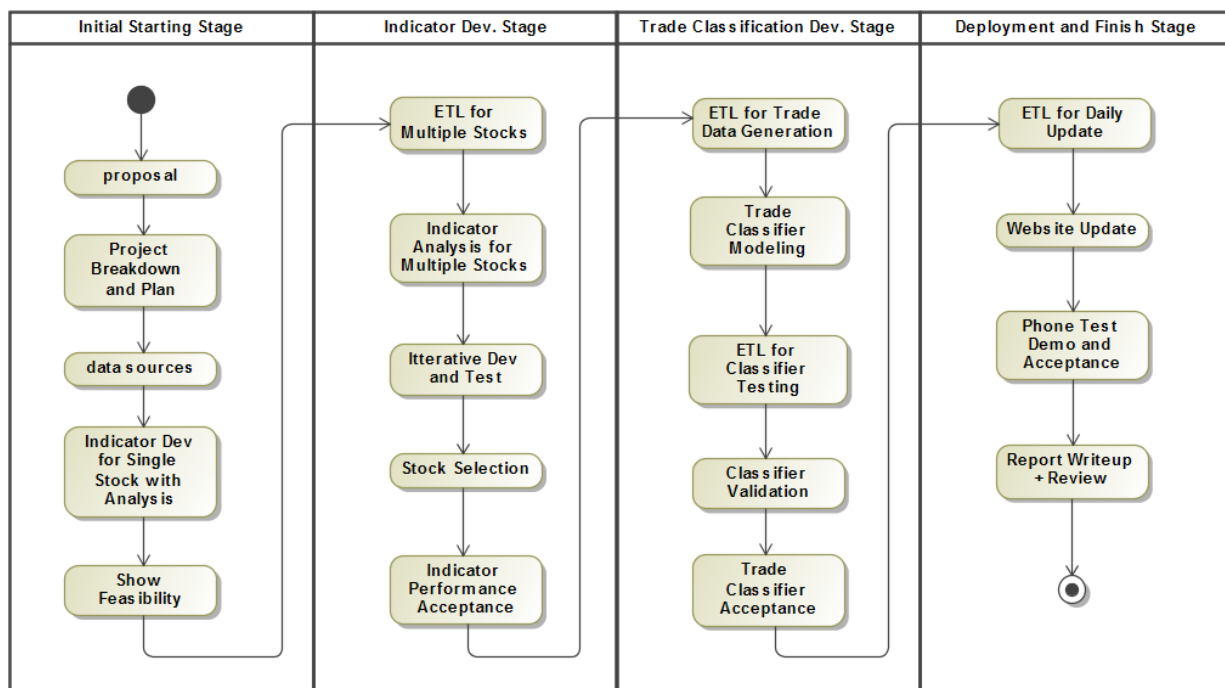 Initial Starting Stage
Indicator Dev. Stage
Trade Classification Dev. Stage
Deployment and Finish Stage
proposal
Project
Breakdown
and Plan
data sources
Indicator Dev
for Single
Stock with
Analysis
Show
Feasibility
ETL for
Multiple Stocks
Indicator
Analysis for
Multiple Stocks
Itterative Dev
and Test
Stock Selection
Indicator
Performance
Acceptance
ETL for Trade
Data Generation
Trade
Classifier
Modeling
ETL for
Classifier
Testing
Classifier
Validation
Trade
Classifier
Acceptance
ETL for Daily
Update
Website Update
Phone Test
Demo and
Acceptance
Report Writeup
+ Review